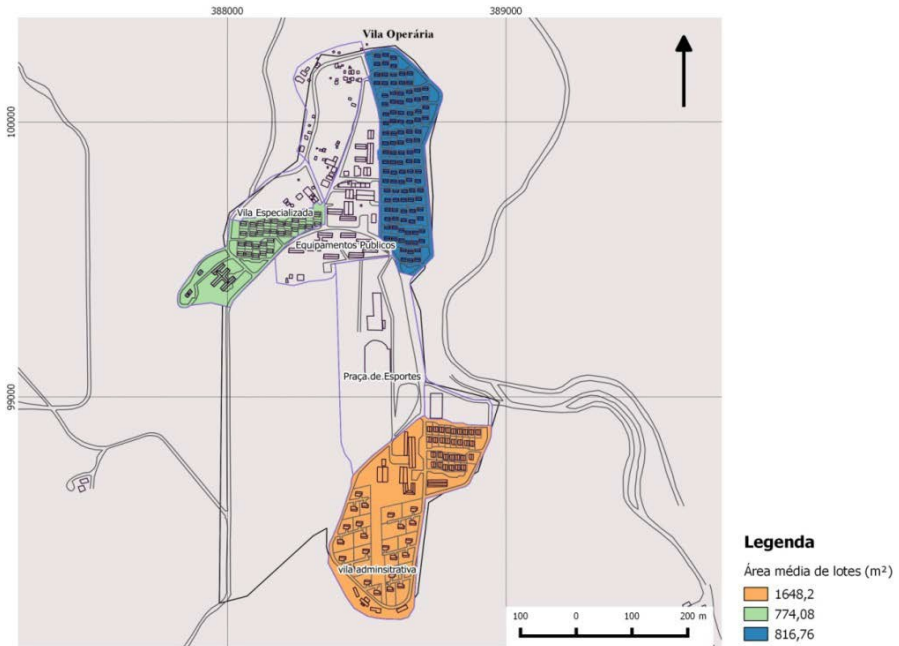 388000
389000
Vila Operária
100000
Vila Especializada
Equipamentos Públicos
Praça de Esportes
99000
vila adminsitrativa
Legenda
Área média de lotes (m²)
1648,2
774,08
816,76
100 0 100 200 m